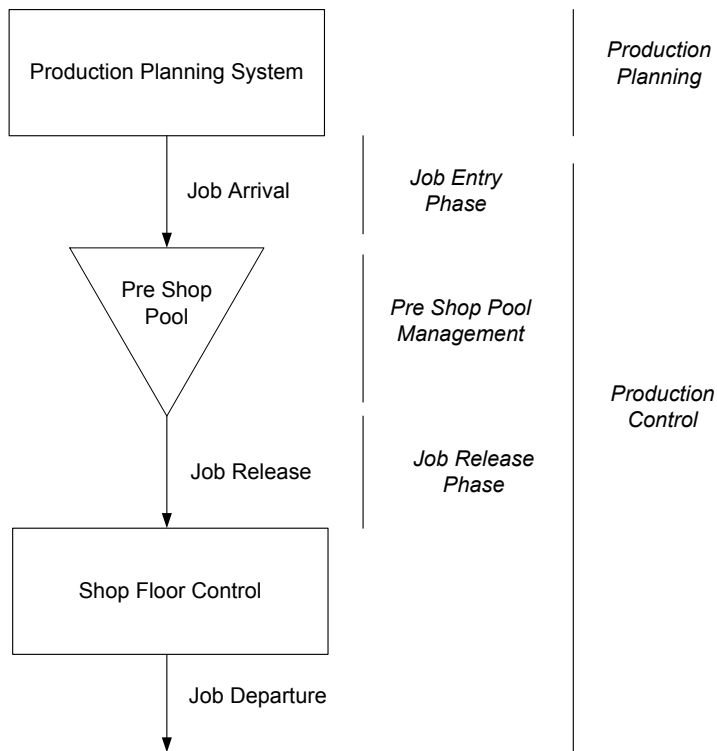 Production Planning System
Production
Planning
Job Arrival
Job Entry
Phase
Pre Shop
Pool
Pre Shop Pool
Management
Production
Control
Job Release
Job Release
Phase
Shop Floor Control
Job Departure